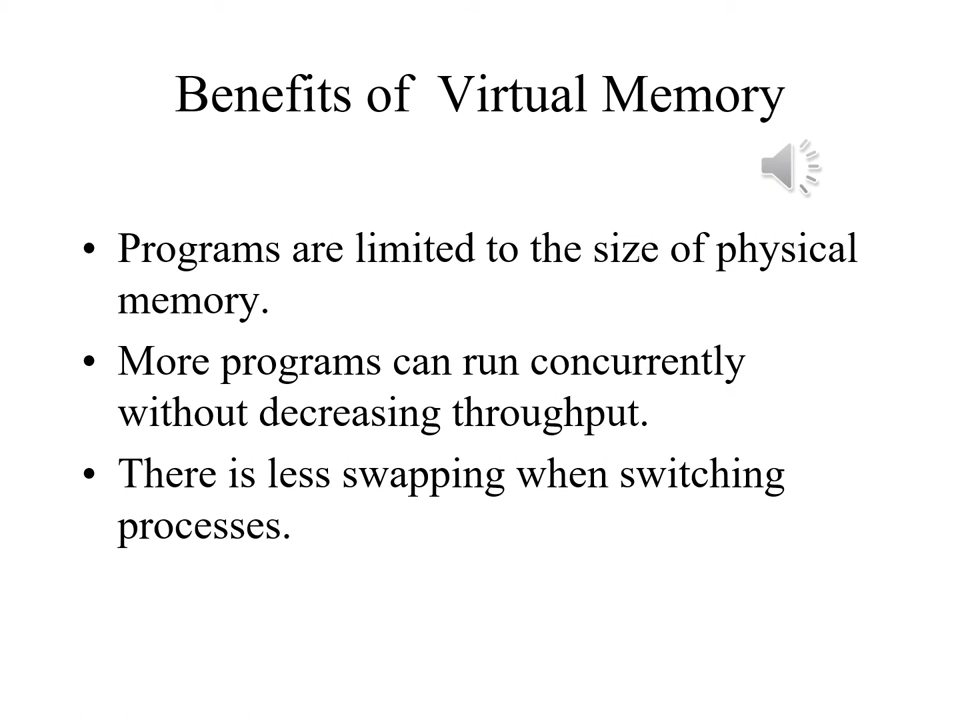 Benefits of  Virtual Memory
• Programs are limited to the size of physical
memory.
• More programs can run concurrently
without decreasing throughput.
• There is less swapping when switching
processes.